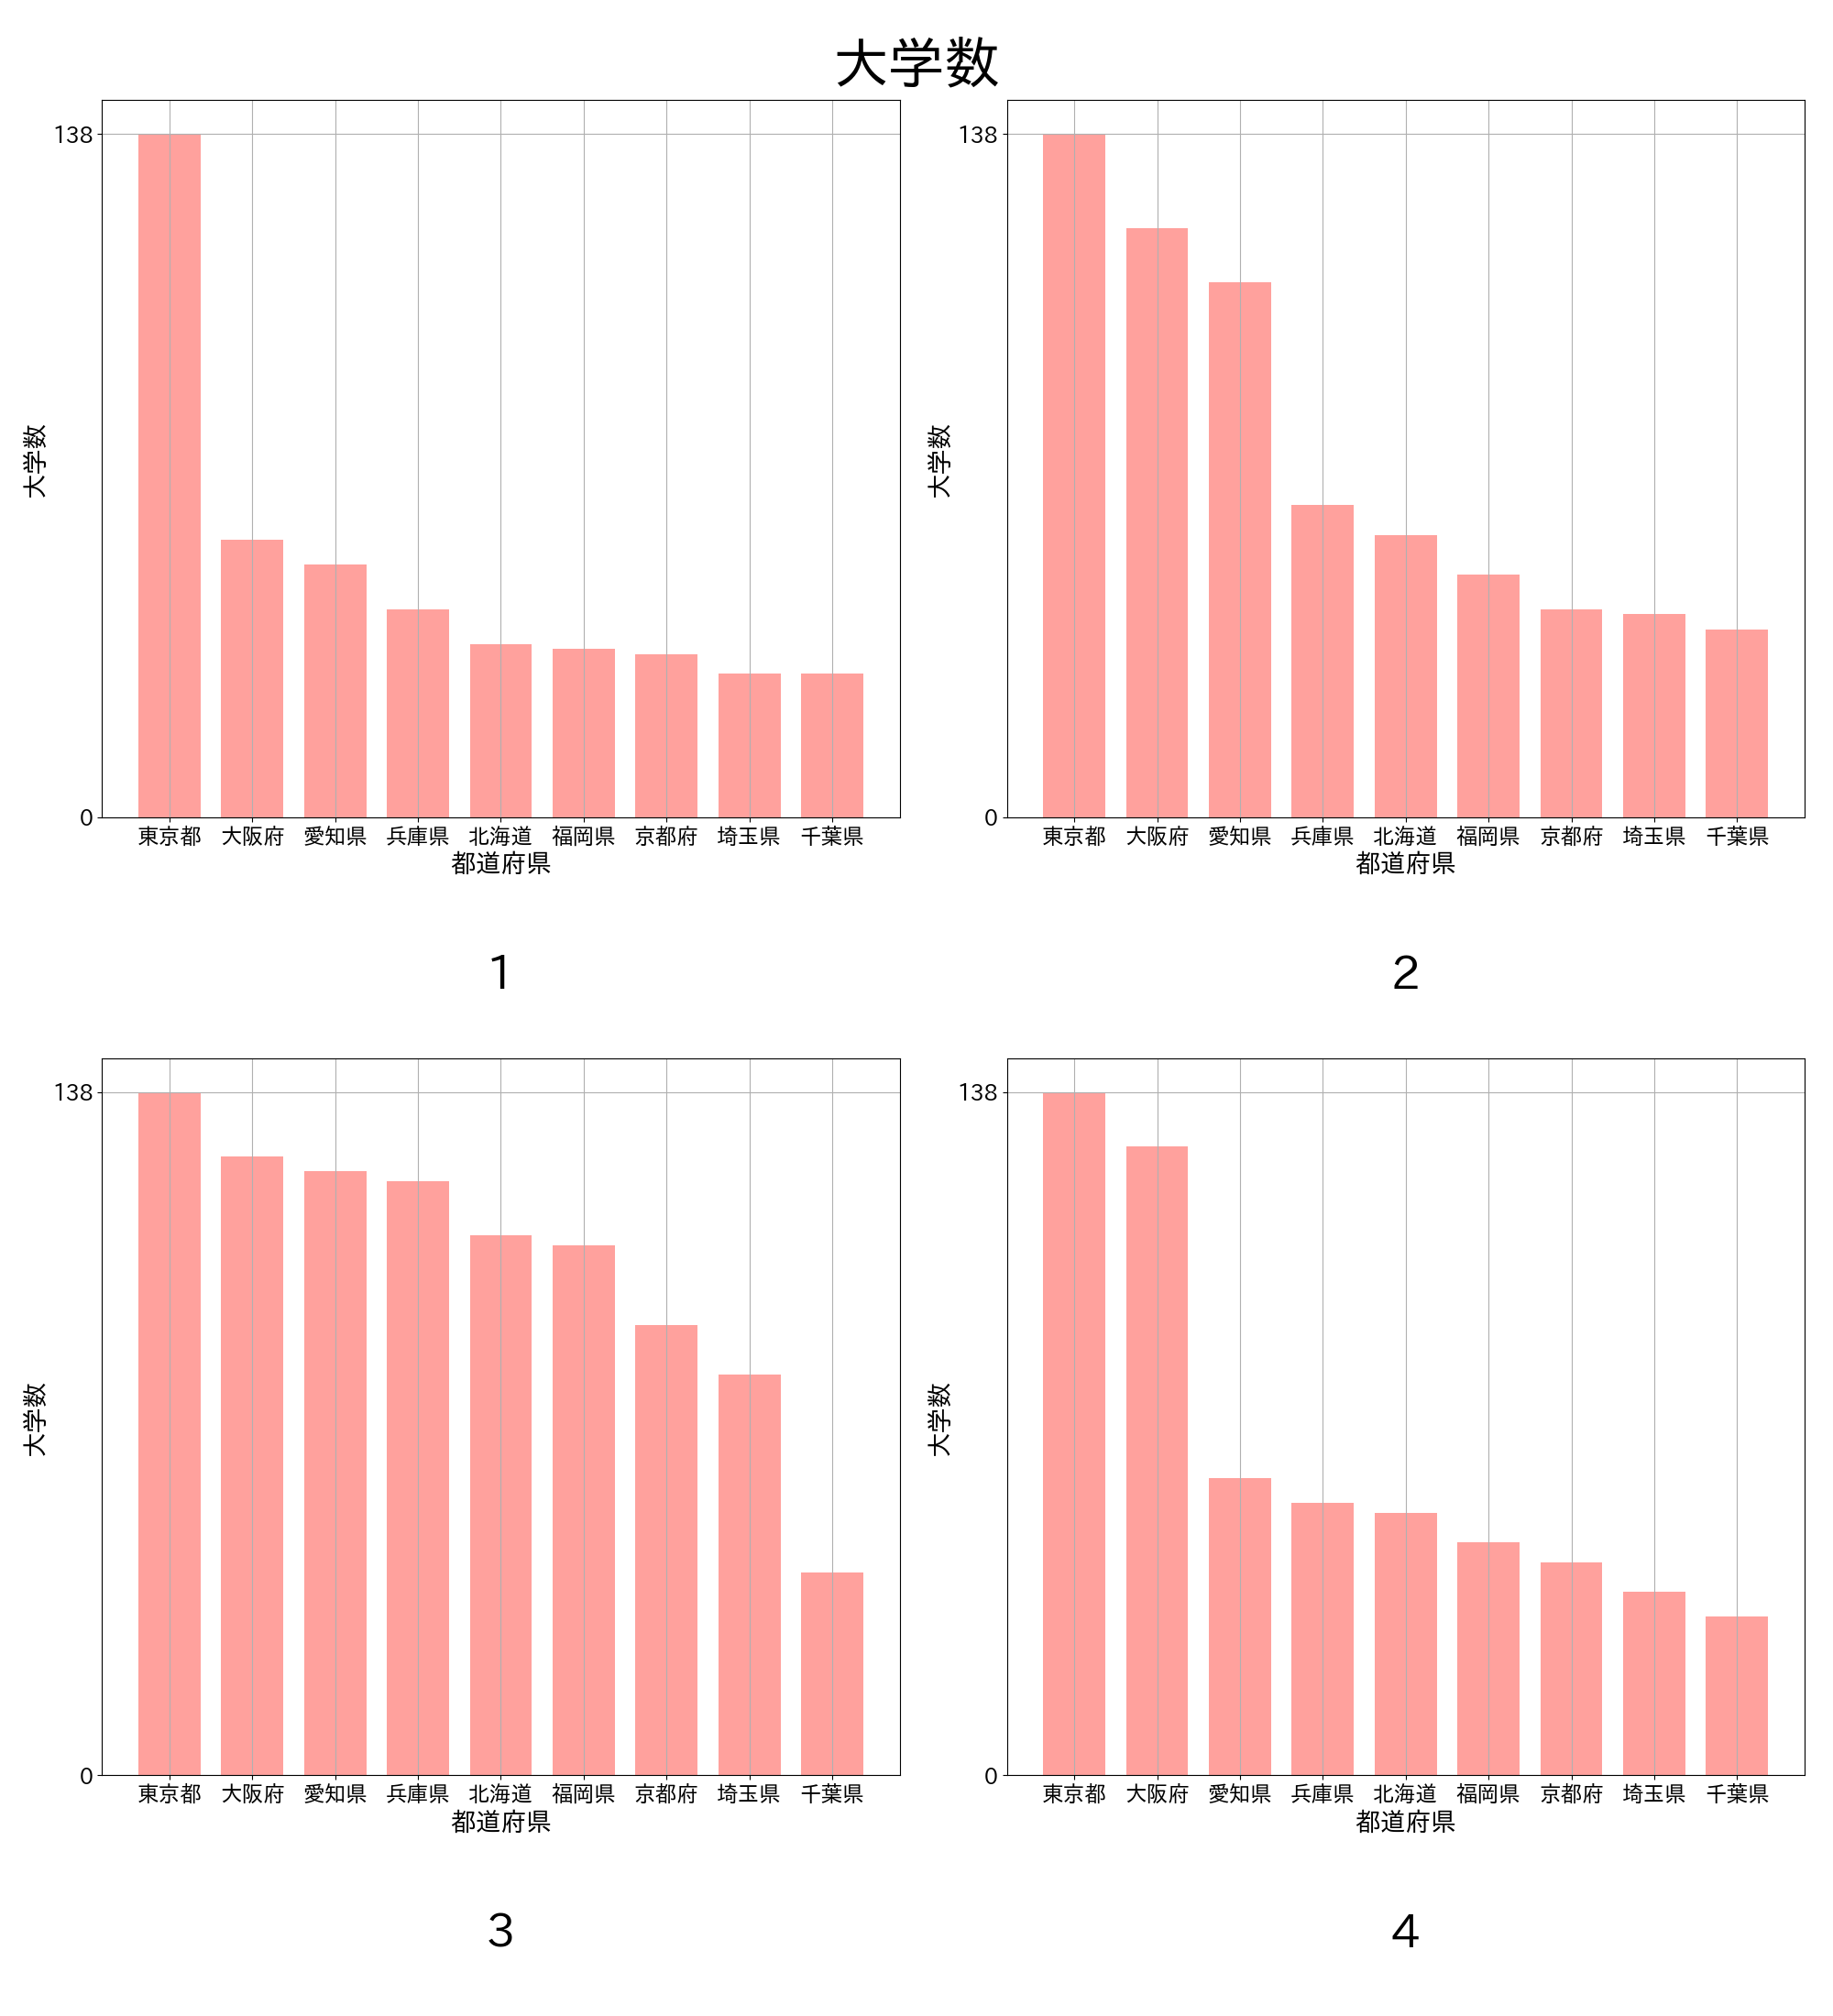 大学数
138
0
大学数
東京都 大阪府 愛知県 兵庫県 北海道 福岡県 京都府 埼玉県 千葉県
都道府県
1
138
0
大学数
東京都 大阪府 愛知県 兵庫県 北海道 福岡県 京都府 埼玉県 千葉県
都道府県
2
138
0
大学数
東京都 大阪府 愛知県 兵庫県 北海道 福岡県 京都府 埼玉県 千葉県
都道府県
3
138
0
大学数
東京都 大阪府 愛知県 兵庫県 北海道 福岡県 京都府 埼玉県 千葉県
都道府県
4